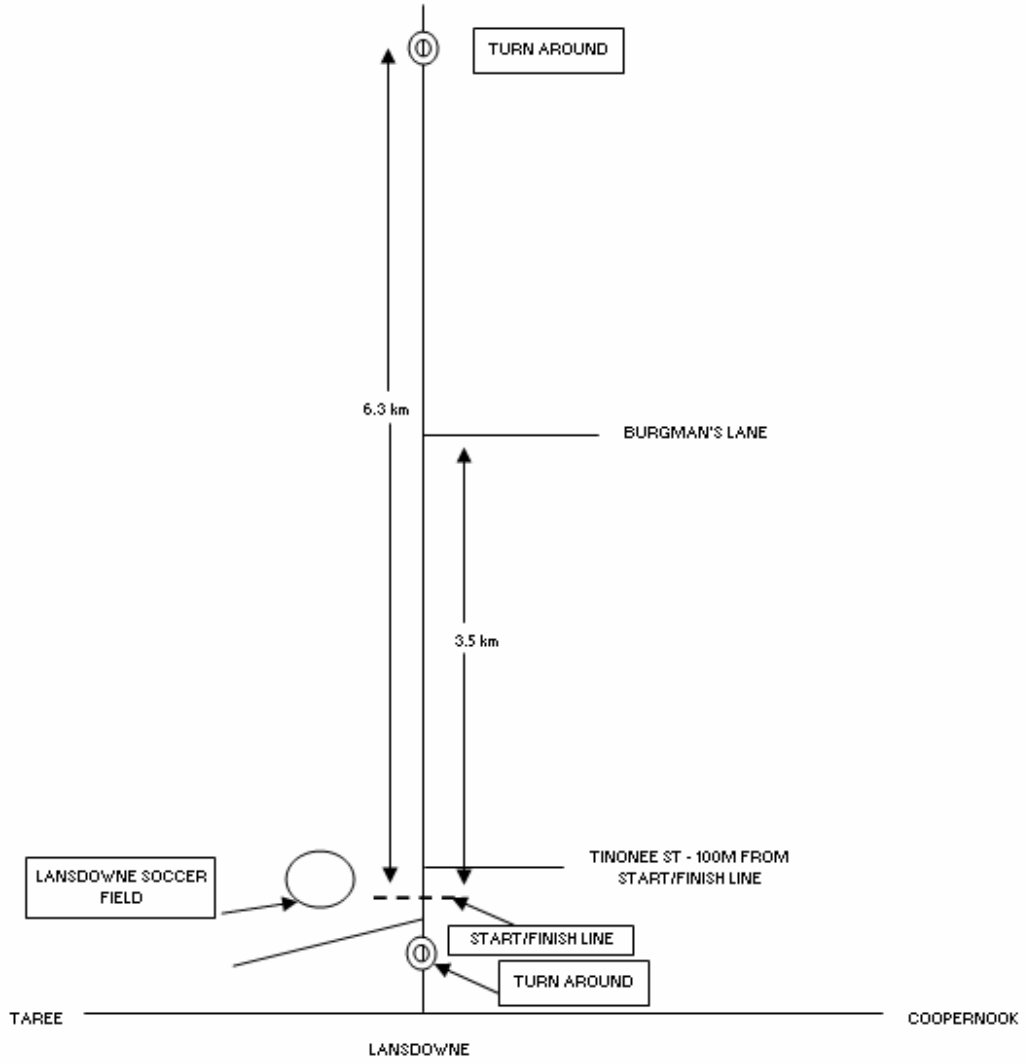 TURN AROUND
6.3 km
BURGMAN'S LANE
3.5 km
TINONEE ST - 100M FROM
START/FINISH LINE
LANSDOWNE SOCCER
FIELD
START/FINISH LINE
TURN AROUND
TAREE
COOPERNOOK
LANSDOWNE